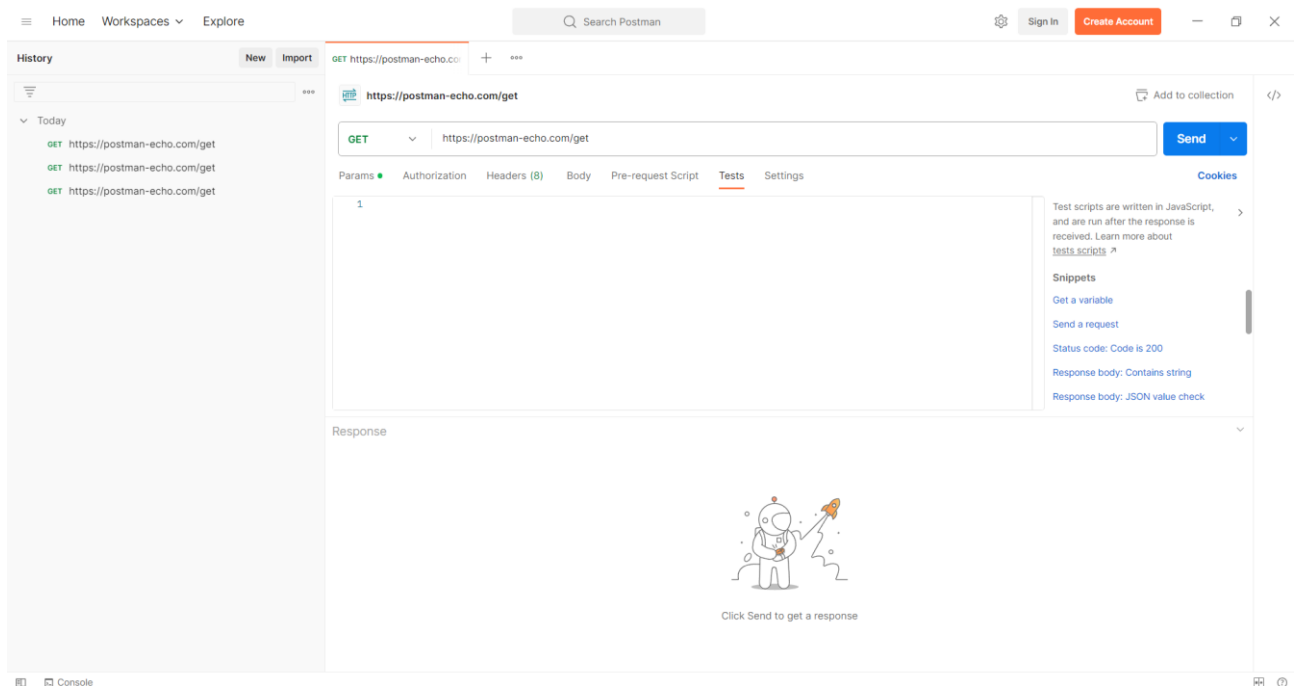 Home Workspaces Explore Search Postman Sign In Create Account
History New Import GET https://postman-echo.co
HTTP https://postman-echo.com/get Add to collection </>
Today
GET https://postman-echo.com/get
GET https://postman-echo.com/get
GET https://postman-echo.com/get
GET https://postman-echo.com/get Send
Params Authorization Headers (8) Body Pre-request Script Tests Settings Cookies
1
Test scripts are written in JavaScript,
and are run after the response is
received. Learn more about
tests scripts
Snippets
Get a variable
Send a request
Status code: Code is 200
Response body: Contains string
Response body: JSON value check
Response
Click Send to get a response
Console